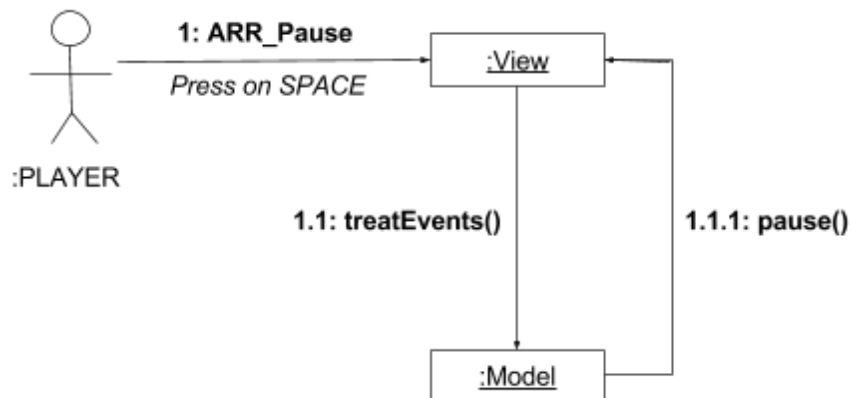 1: ARR_Pause
:View
Press on SPACE
:PLAYER
1.1: treatEvents()
1.1.1: pause()
:Model